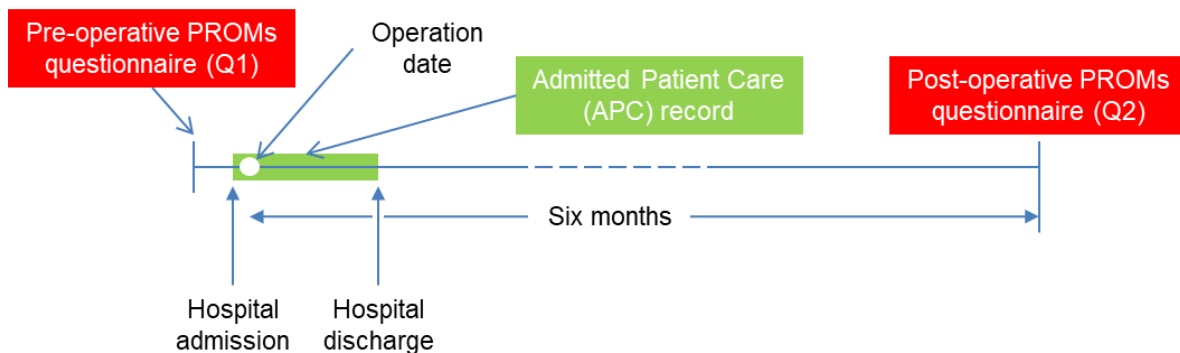 Pre-operative PROMs
questionnaire (Q1)
Operation
date
Admitted Patient Care
(APC) record
Post-operative PROMs
questionnaire (Q2)
Six months
Hospital
admission
Hospital
discharge